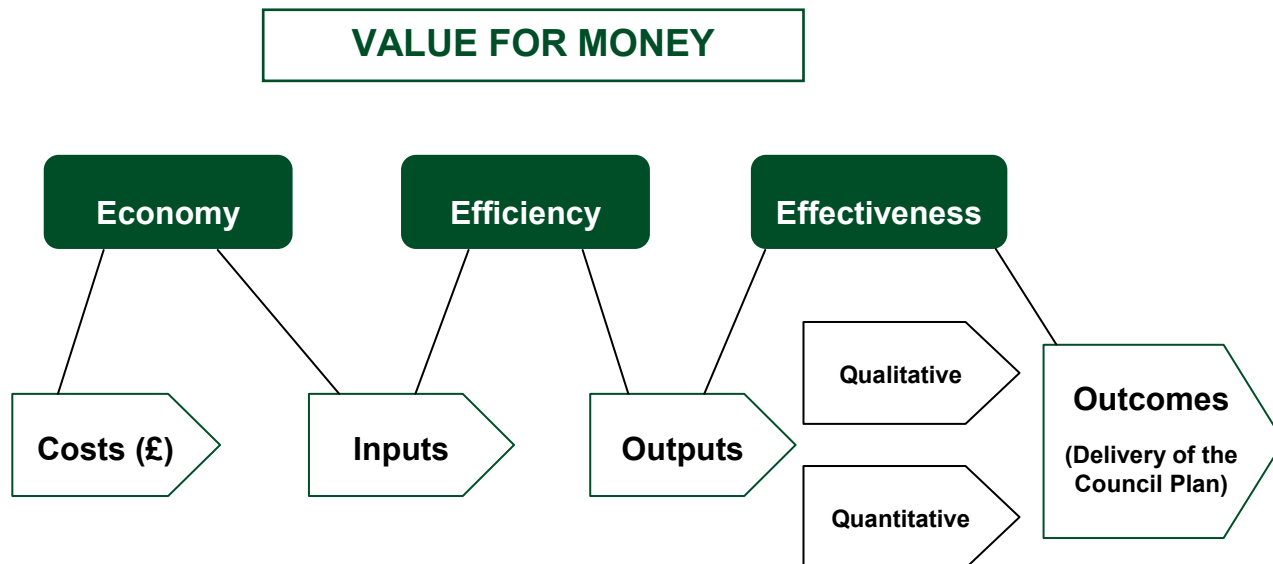 VALUE FOR MONEY
Economy
Efficiency
Effectiveness
Costs (£)
Inputs
Outputs
Qualitative
Quantitative
Outcomes
(Delivery of the
Council Plan)